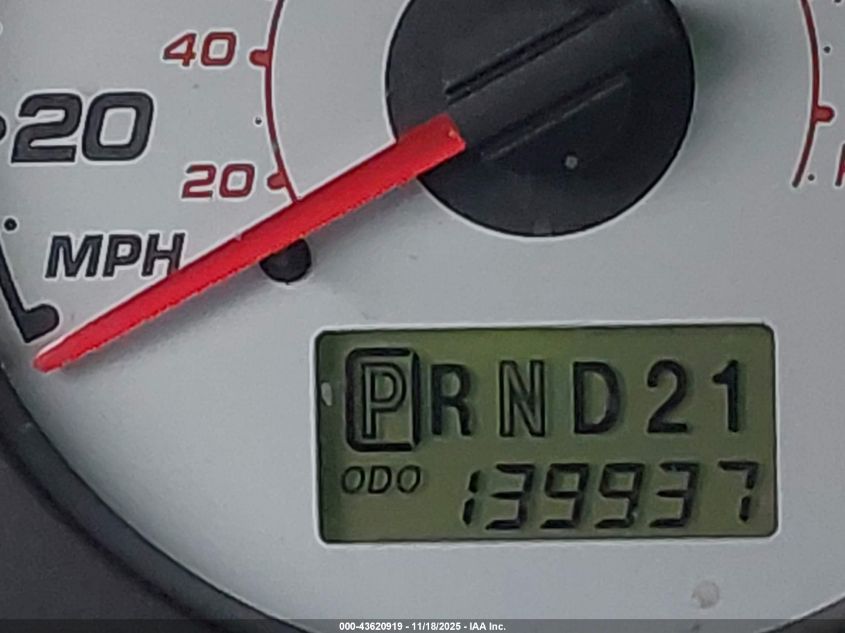 40
20
20
MPH
PRND21
ODO 139937
000-43620919 - 11/18/2025 - IAA Inc.